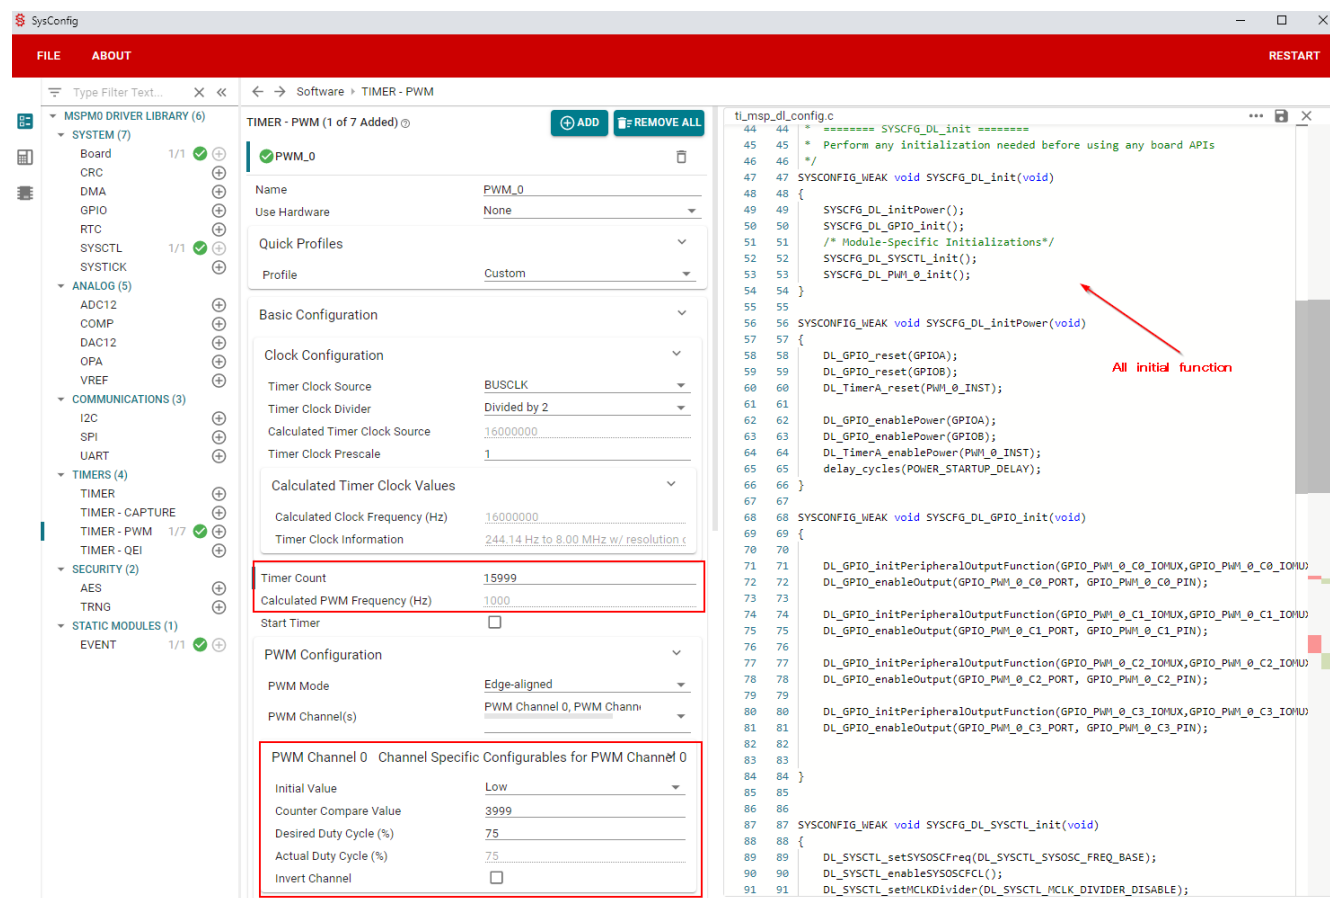 SysConfig
FILE ABOUT RESTART
Type Filter Text...
MSPM0 DRIVER LIBRARY (6)
SYSTEM (7)
Board 1/1
CRC
DMA
GPIO
RTC
SYSCTL 1/1
SYSTICK
ANALOG (5)
ADC12
COMP
DAC12
OPA
VREF
COMMUNICATIONS (3)
I2C
SPI
UART
TIMERS (4)
TIMER
TIMER - CAPTURE
TIMER - PWM 1/7
TIMER - QEI
SECURITY (2)
AES
TRNG
STATIC MODULES (1)
EVENT 1/1
Software TIMER - PWM
TIMER - PWM (1 of 7 Added) ADD REMOVE ALL
PWM_0
Name PWM_0
Use Hardware None
Quick Profiles
Profile Custom
Basic Configuration
Clock Configuration
Timer Clock Source BUSCLK
Timer Clock Divider Divided by 2
Calculated Timer Clock Source 16000000
Timer Clock Prescale 1
Calculated Timer Clock Values
Calculated Clock Frequency (Hz) 16000000
Timer Clock Information 244.14 Hz to 8.00 MHz w/ resolution
Timer Count 15999
Calculated PWM Frequency (Hz) 1000
Start Timer
PWM Configuration
PWM Mode Edge-aligned
PWM Channel(s) PWM Channel 0, PWM Chann
PWM Channel 0 Channel Specific Configurables for PWM Channel 0
Initial Value Low
Counter Compare Value 3999
Desired Duty Cycle (%) 75
Actual Duty Cycle (%) 75
Invert Channel
ti_msp_dl_config.c
44 44 * ======== SYSCFG_DL_init ========
45 45 * Perform any initialization needed before using any board APIs
46 46 */
47 47 SYSCONFIG_WEAK void SYSCFG_DL_init(void)
48 48 {
49 49 SYSCFG_DL_initPower();
50 50 SYSCFG_DL_GPIO_init();
51 51 /* Module-Specific Initializations*/
52 52 SYSCFG_DL_SYSCTL_init();
53 53 SYSCFG_DL_PWM_0_init();
54 54 }
55 55
56 56 SYSCONFIG_WEAK void SYSCFG_DL_initPower(void)
57 57 {
58 58 DL_GPIO_reset(GPIOA);
59 59 DL_GPIO_reset(GPIOB);
60 60 DL_TimerA_reset(PWM_0_INST);
61 61
62 62 DL_GPIO_enablePower(GPIOA);
63 63 DL_GPIO_enablePower(GPIOB);
64 64 DL_TimerA_enablePower(PWM_0_INST);
65 65 delay_cycles(POWER_STARTUP_DELAY);
66 66 }
67 67
68 68 SYSCONFIG_WEAK void SYSCFG_DL_GPIO_init(void)
69 69 {
70 70
71 71 DL_GPIO_initPeripheralOutputFunction(GPIO_PWM_0_C0_IOMUX,GPIO_PWM_0_C0_IOMU
72 72 DL_GPIO_enableOutput(GPIO_PWM_0_C0_PORT, GPIO_PWM_0_C0_PIN);
73 73
74 74 DL_GPIO_initPeripheralOutputFunction(GPIO_PWM_0_C1_IOMUX,GPIO_PWM_0_C1_IOMU
75 75 DL_GPIO_enableOutput(GPIO_PWM_0_C1_PORT, GPIO_PWM_0_C1_PIN);
76 76
77 77 DL_GPIO_initPeripheralOutputFunction(GPIO_PWM_0_C2_IOMUX,GPIO_PWM_0_C2_IOMU
78 78 DL_GPIO_enableOutput(GPIO_PWM_0_C2_PORT, GPIO_PWM_0_C2_PIN);
79 79
80 80 DL_GPIO_initPeripheralOutputFunction(GPIO_PWM_0_C3_IOMUX,GPIO_PWM_0_C3_IOMU
81 81 DL_GPIO_enableOutput(GPIO_PWM_0_C3_PORT, GPIO_PWM_0_C3_PIN);
82 82
83 83
84 84 }
85 85
86 86
87 87 SYSCONFIG_WEAK void SYSCFG_DL_SYSCTL_init(void)
88 88 {
89 89 DL_SYSCTL_setSYSOSCFreq(DL_SYSCTL_SYSOSC_FREQ_BASE);
90 90 DL_SYSCTL_enableSYSOSCFCL();
91 91 DL_SYSCTL_setMCLKDivider(DL_SYSCTL_MCLK_DIVIDER_DISABLE);
All initial function